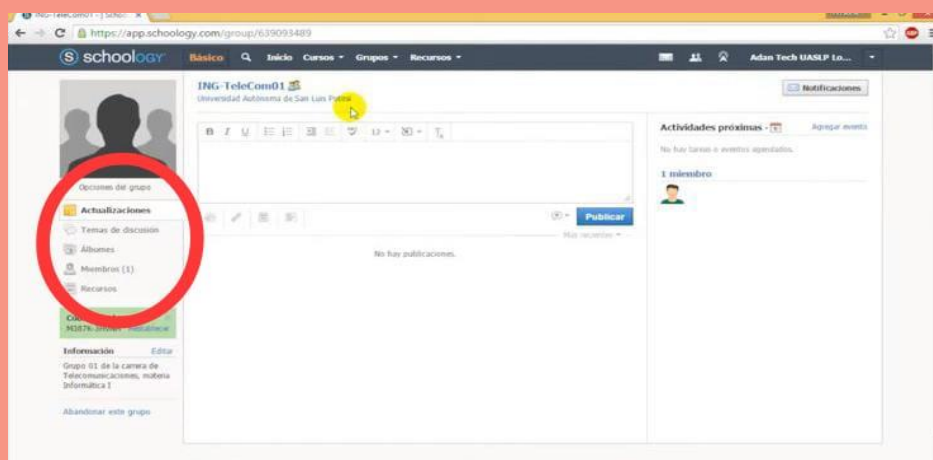 https://app.schoology.com/group/639093489
S schoology Básico Inicio Cursos Grupos Recursos Adan Tech UASLP Lo...
ING-TeleCom01
Universidad Autónoma de San Luis Potosí
Notificaciones
B I U
Actividades próximas - Agregar evento
No hay tareas o eventos agendados.
1 miembro
Opciones del grupo
Actualizaciones
Temas de discusión
Álbumes
Miembros (1)
Recursos
Publicar
Más recientes
No hay publicaciones.
Información Editar
Grupo 01 de la carrera de
Telecomunicaciones, materia
Informática I
Abandonar este grupo